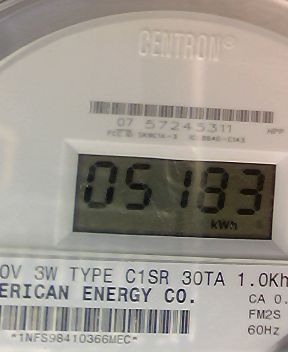 CENTRON®
07 57245311
HPP
05183
kWh
0V 3W TYPE C1SR 30TA 1.0Kh
ERICAN ENERGY CO.
CA 0.
FM2S
60Hz
*1NFS98410366MEC*